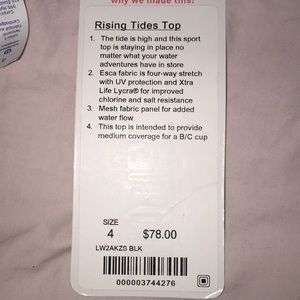 why we made this:
Rising Tides Top
1. The tide is high and this sport
top is staying in place no
matter what your water
adventures have in store
2. Esca fabric is four-way stretch
with UV protection and Xtra
Life Lycra® for improved
chlorine and salt resistance
3. Mesh fabric panel for added
water flow
4. This top is intended to provide
medium coverage for a B/C cup
SIZE
4 $78.00
LW2AKZS BLK
000003744276